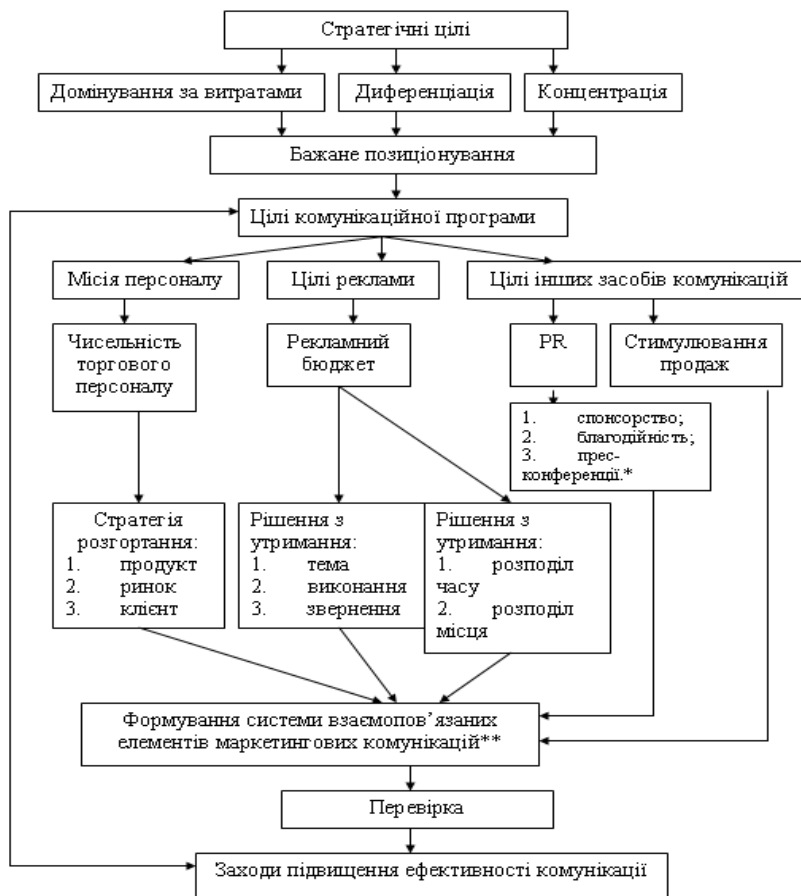 Стратегічні цілі
Домінування за витратами
Диференціація
Концентрація
Бажане позиціонування
Цілі комунікаційної програми
Місія персоналу
Цілі реклами
Цілі інших засобів комунікацій
Чисельність
торгового
персоналу
Рекламний
бюджет
PR
Стимулювання
продаж
1. спонсорство;
2. благодійність;
3. прес-
конференції.*
Стратегія
розгортання:
1. продукт
2. ринок
3. клієнт
Рішення з
утримання:
1. тема
2. виконання
3. звернення
Рішення з
утримання:
1. розподіл
часу
2. розподіл
місця
Формування системи взаємопов’язаних
елементів маркетингових комунікацій**
Перевірка
Заходи підвищення ефективності комунікації